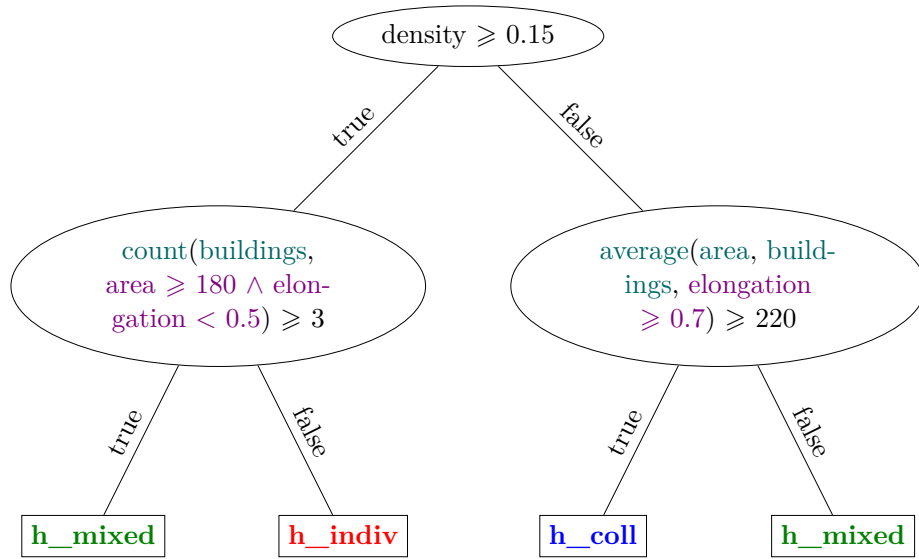 density ⩾ 0.15
true
false
count(buildings,
area ⩾ 180 ∧ elon-
gation < 0.5) ⩾ 3
average(area, build-
ings, elongation
⩾ 0.7) ⩾ 220
true
false
true
false
h_mixed
h_indiv
h_coll
h_mixed